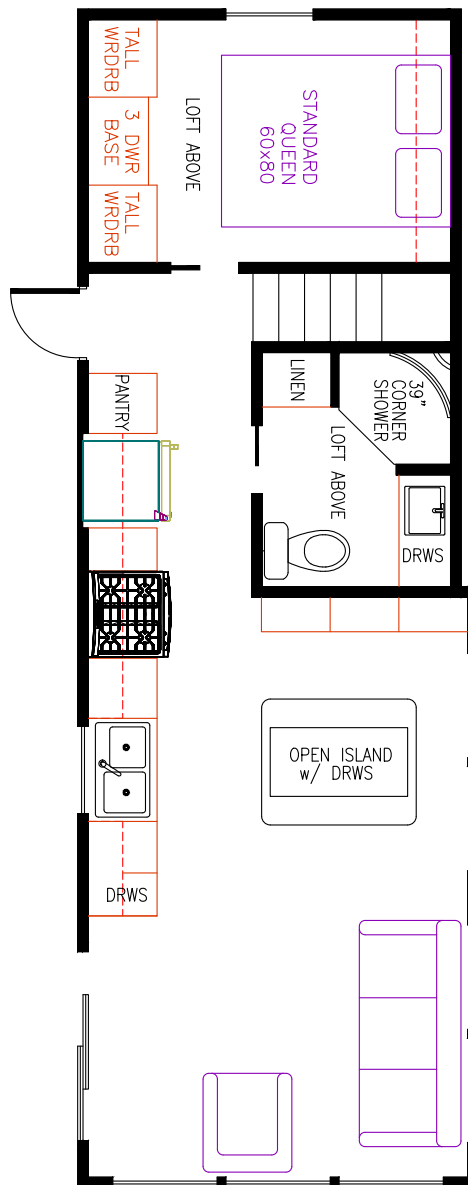 TALL
WRDRB
3 DWR
BASE
TALL
WRDRB
LOFT ABOVE
STANDARD
QUEEN
60x80
PANTRY
LINEN
39"
CORNER
SHOWER
LOFT ABOVE
DRWS
OPEN ISLAND
w/ DRWS
DRWS